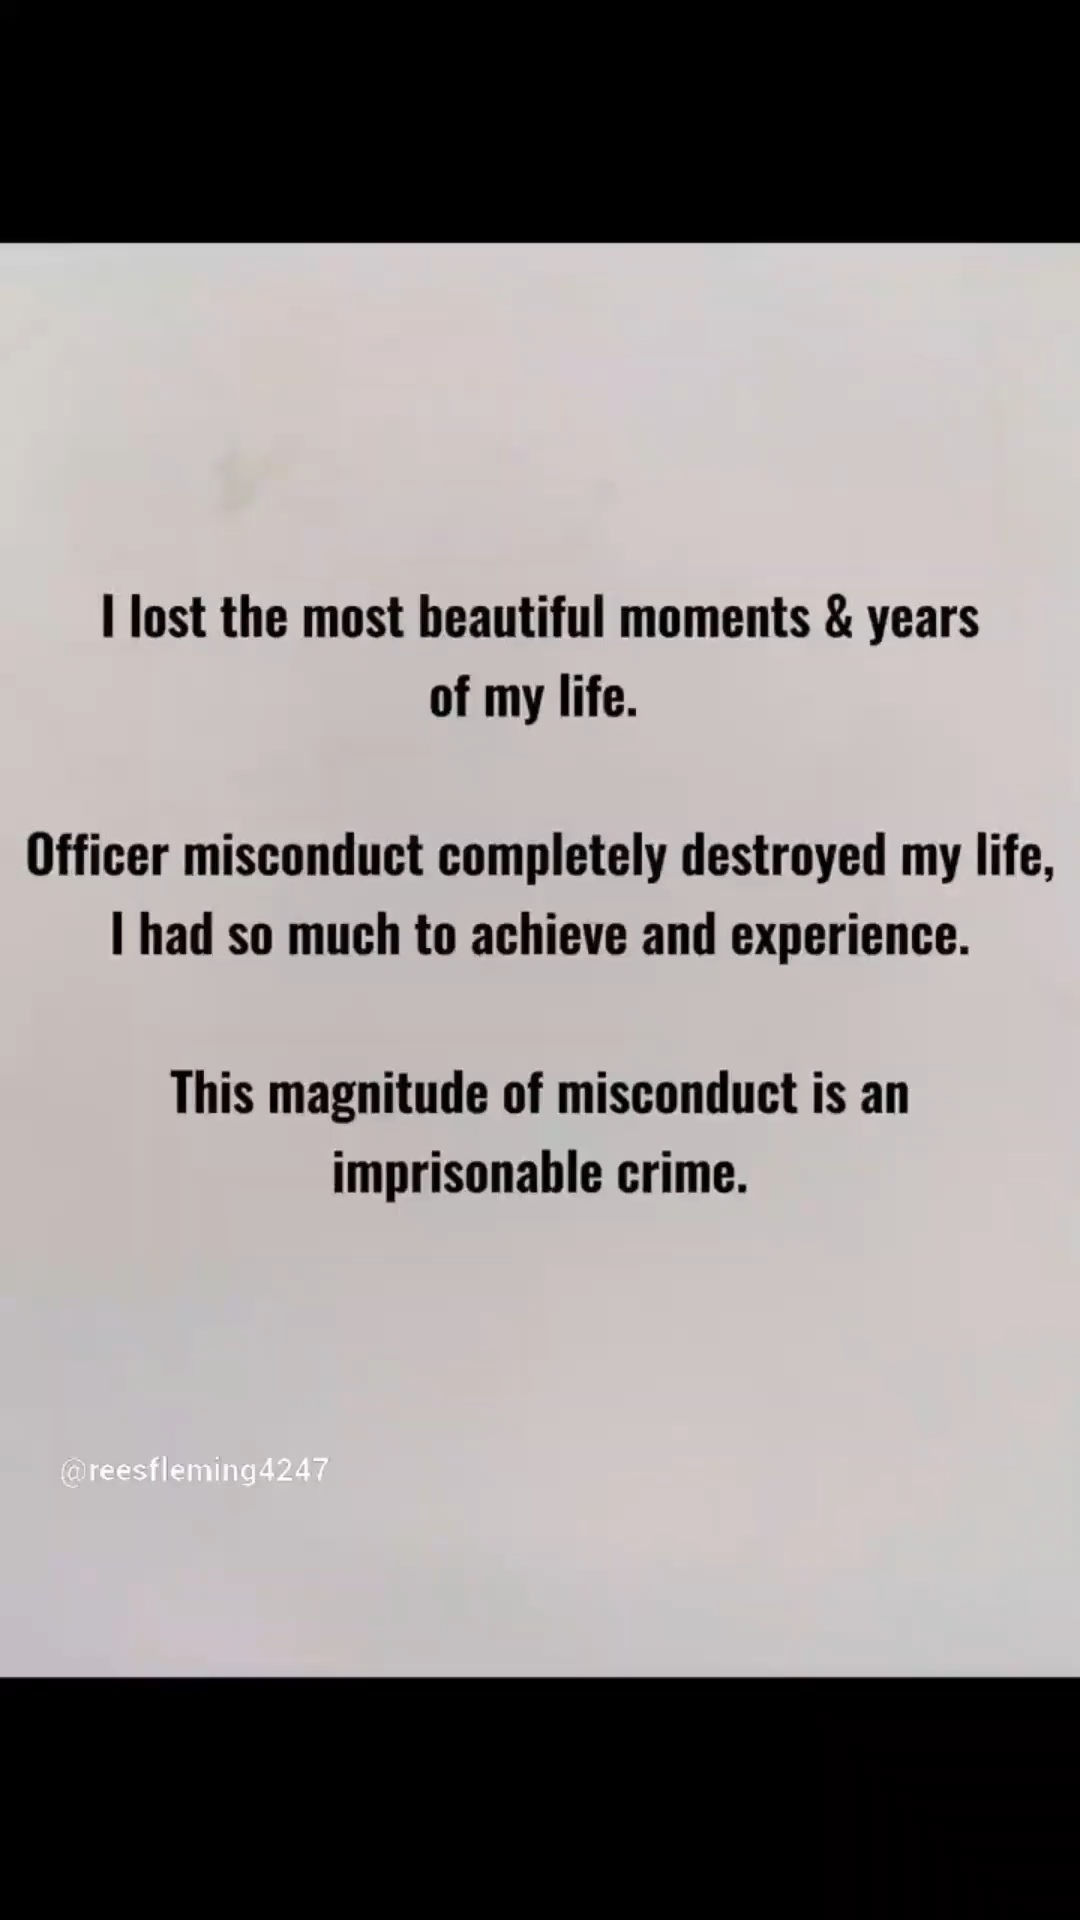 I lost the most beautiful moments & years
of my life.
Officer misconduct completely destroyed my life,
I had so much to achieve and experience.
This magnitude of misconduct is an
imprisonable crime.
@reesfleming4247